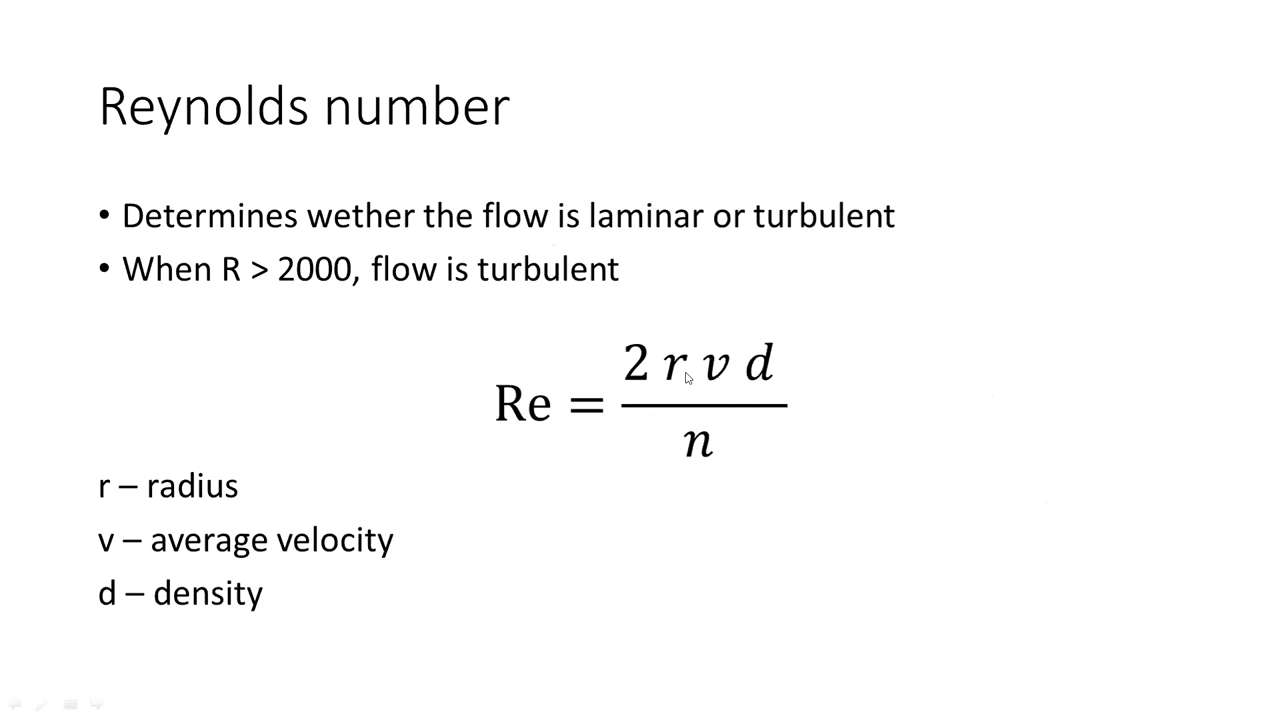 Reynolds number
• Determines wether the flow is laminar or turbulent
• When R > 2000, flow is turbulent
Re = 2 r v d / n
r – radius
v – average velocity
d – density